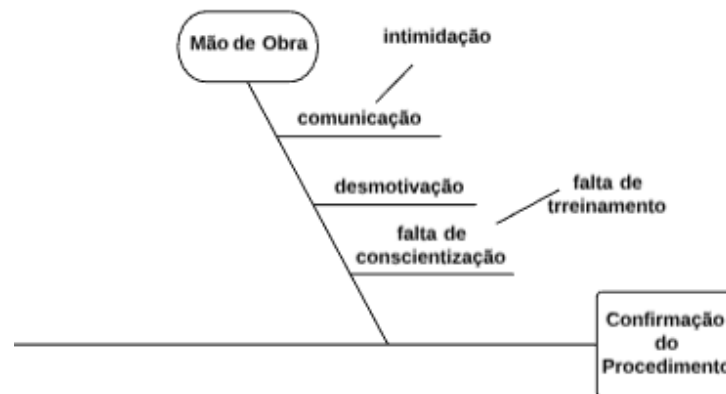 intimidação
Mão de Obra
comunicação
desmotivação
falta de
trreinamento
falta de
conscientização
Confirmação
do
Procedimento